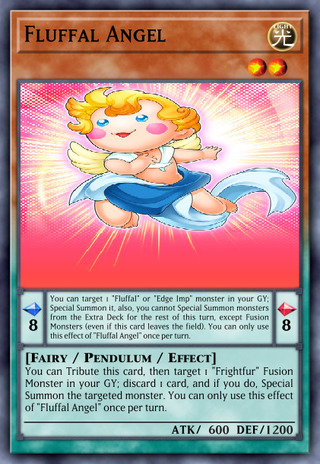 Fluffal Angel
LIGHT
光
You can target 1 "Fluffal" or "Edge Imp" monster in your GY;
Special Summon it, also, you cannot Special Summon monsters
from the Extra Deck for the rest of this turn, except Fusion
Monsters (even if this card leaves the field). You can only use
this effect of "Fluffal Angel" once per turn.
8
8
[Fairy / Pendulum / Effect]
You can Tribute this card, then target 1 "Frightfur" Fusion
Monster in your GY; discard 1 card, and if you do, Special
Summon the targeted monster. You can only use this effect
of "Fluffal Angel" once per turn.
ATK/ 600 DEF/1200